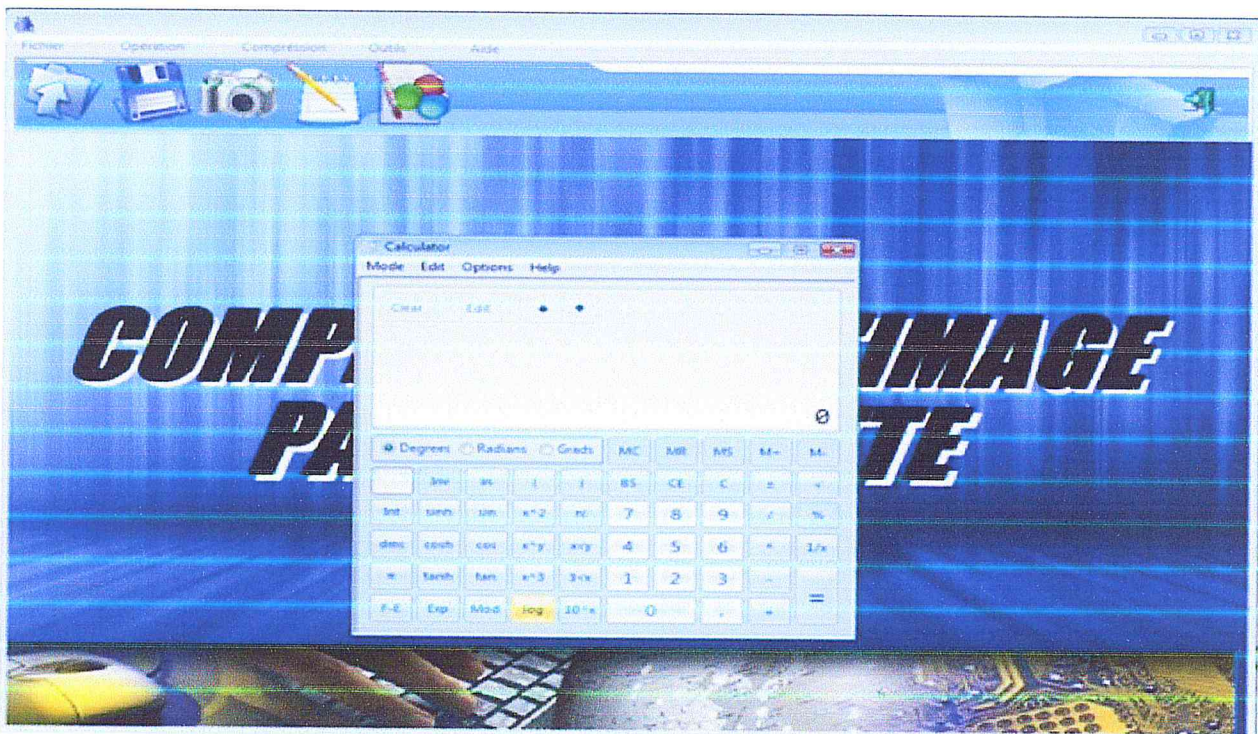 Fichier Operation Compression Outils Aide
Calculator
Mode Edit Options Help
Clear Edit
COMP IMAGE
PA TE
0
Degrees Radians Grads MC MR MS M+ M-
Inv ln ( ) BS CE C ±
Int sinh sin x^2 n! 7 8 9 / %
dms cosh cos x^y 4 5 6 * 1/x
π tanh tan x^3 3√x 1 2 3 - =
F-E Exp Mod log 10^x 0 . +